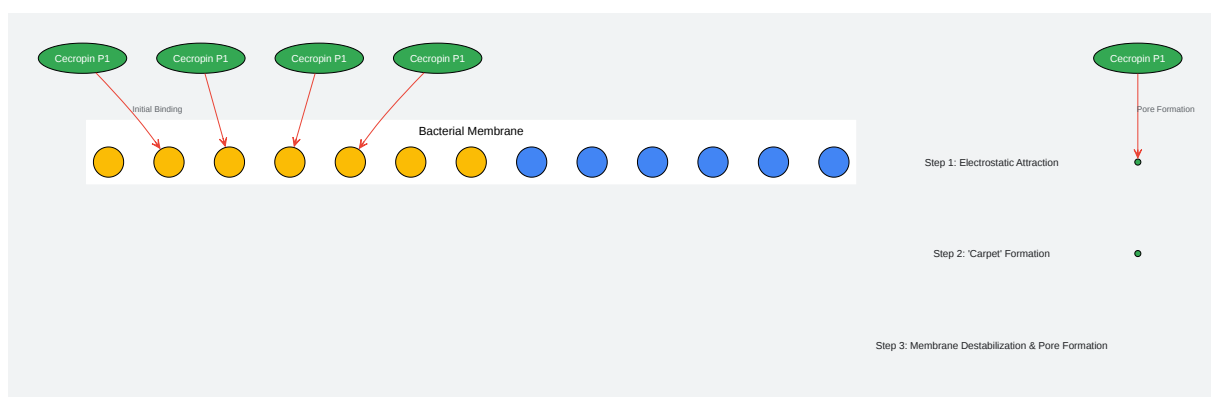 Cecropin P1
Cecropin P1
Cecropin P1
Cecropin P1
Cecropin P1
Initial Binding
Pore Formation
Bacterial Membrane
Step 1: Electrostatic Attraction
Step 2: 'Carpet' Formation
Step 3: Membrane Destabilization & Pore Formation